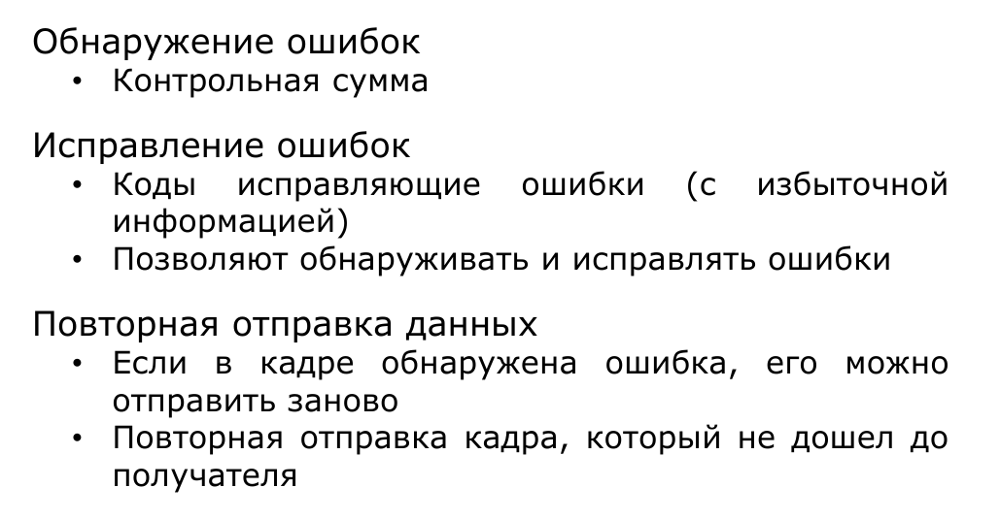 Обнаружение ошибок
• Контрольная сумма
Исправление ошибок
• Коды исправляющие ошибки (с избыточной
информацией)
• Позволяют обнаруживать и исправлять ошибки
Повторная отправка данных
• Если в кадре обнаружена ошибка, его можно
отправить заново
• Повторная отправка кадра, который не дошел до
получателя